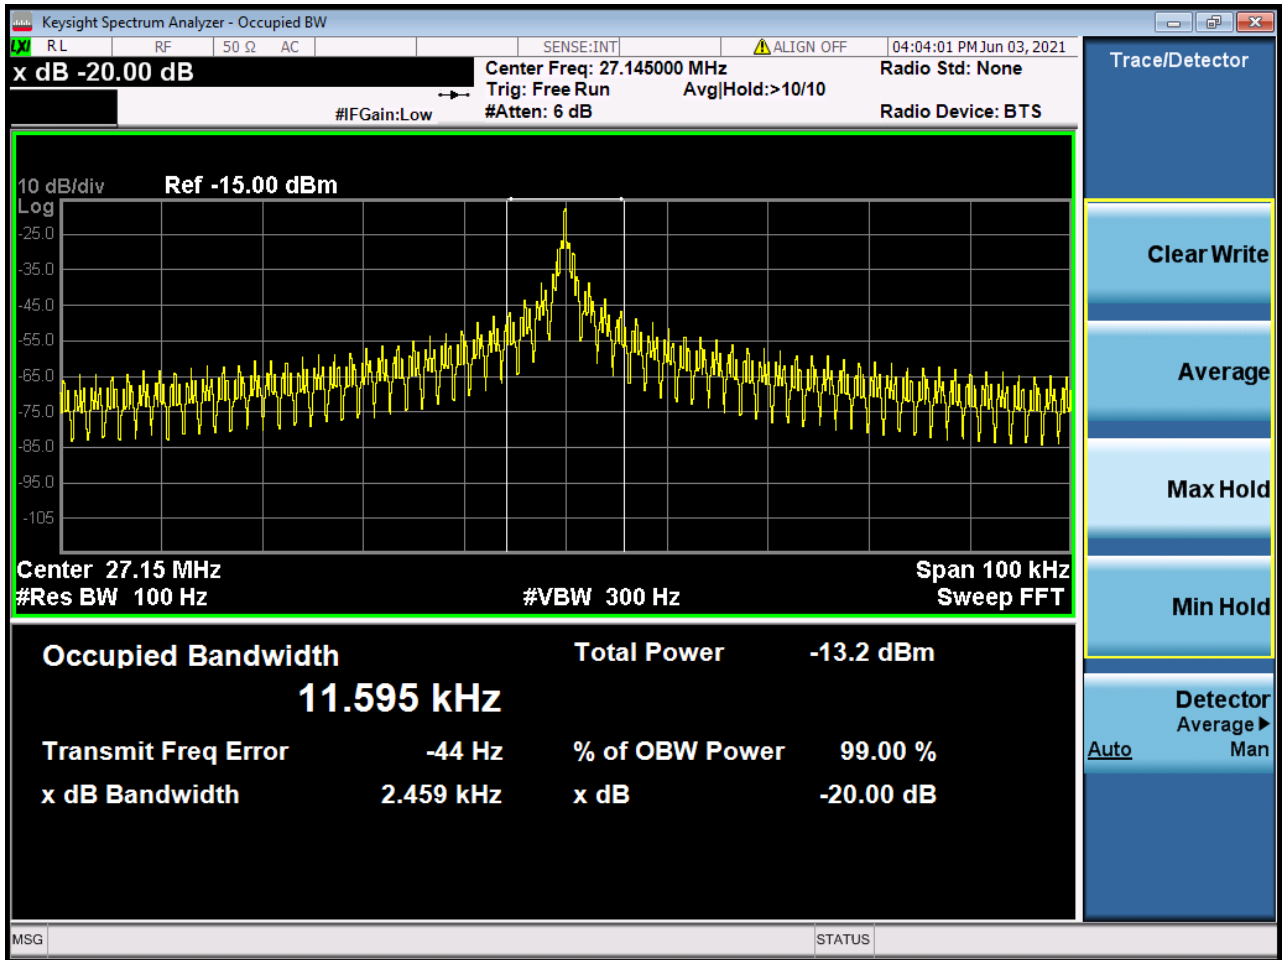 Keysight Spectrum Analyzer - Occupied BW
LXI RL RF 50 Ω AC SENSE:INT ALIGN OFF 04:04:01 PM Jun 03, 2021
x dB -20.00 dB
Center Freq: 27.145000 MHz Radio Std: None
Trig: Free Run Avg|Hold:>10/10
#IFGain:Low #Atten: 6 dB Radio Device: BTS
10 dB/div Ref -15.00 dBm
Log
-25.0
-35.0
-45.0
-55.0
-65.0
-75.0
-85.0
-95.0
-105
Center 27.15 MHz Span 100 kHz
#Res BW 100 Hz #VBW 300 Hz Sweep FFT
Occupied Bandwidth Total Power -13.2 dBm
11.595 kHz
Transmit Freq Error -44 Hz % of OBW Power 99.00 %
x dB Bandwidth 2.459 kHz x dB -20.00 dB
Trace/Detector
Clear Write
Average
Max Hold
Min Hold
Detector
Average
Auto Man
MSG STATUS